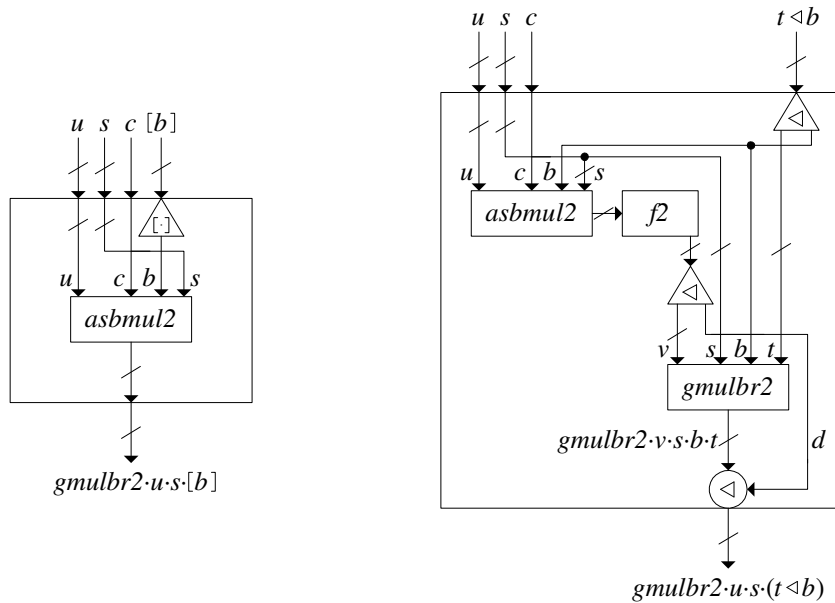 u s c [b]
[·]
u c b s
asbmul2
gmulbr2·u·s·[b]
u s c t ◁ b
◁
u c b s
asbmul2 f2
◁
v s b t
gmulbr2
gmulbr2·v·s·b·t d
◁
gmulbr2·u·s·(t ◁ b)